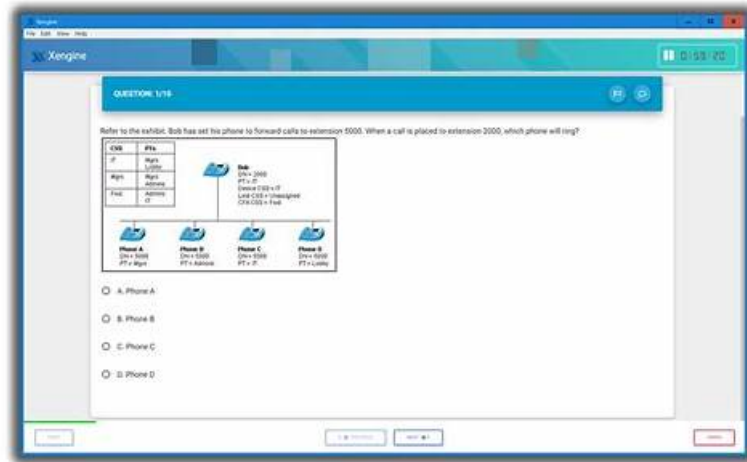 Xengine
File Edit View Help
Xengine
QUESTION: 1/15
Refer to the exhibit. Bob has set his phone to forward calls to extension 5000. When a call is placed to extension 2000, which phone will ring?
CSS PTs
IT Mgrs
Lobby
Mgrs Mgrs
Admins
Fwd Admins
IT
Bob
DN = 2000
PT = IT
Device CSS = IT
Line CSS = Unassigned
CFA CSS = Fwd
Phone A
DN = 5000
PT = Mgrs
Phone B
DN = 5000
PT = Admins
Phone C
DN = 5000
PT = IT
Phone D
DN = 5000
PT = Lobby
A. Phone A
B. Phone B
C. Phone C
D. Phone D